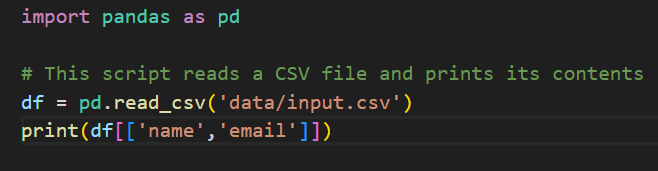 import pandas as pd
# This script reads a CSV file and prints its contents
df = pd.read_csv('data/input.csv')
print(df[['name','email']])